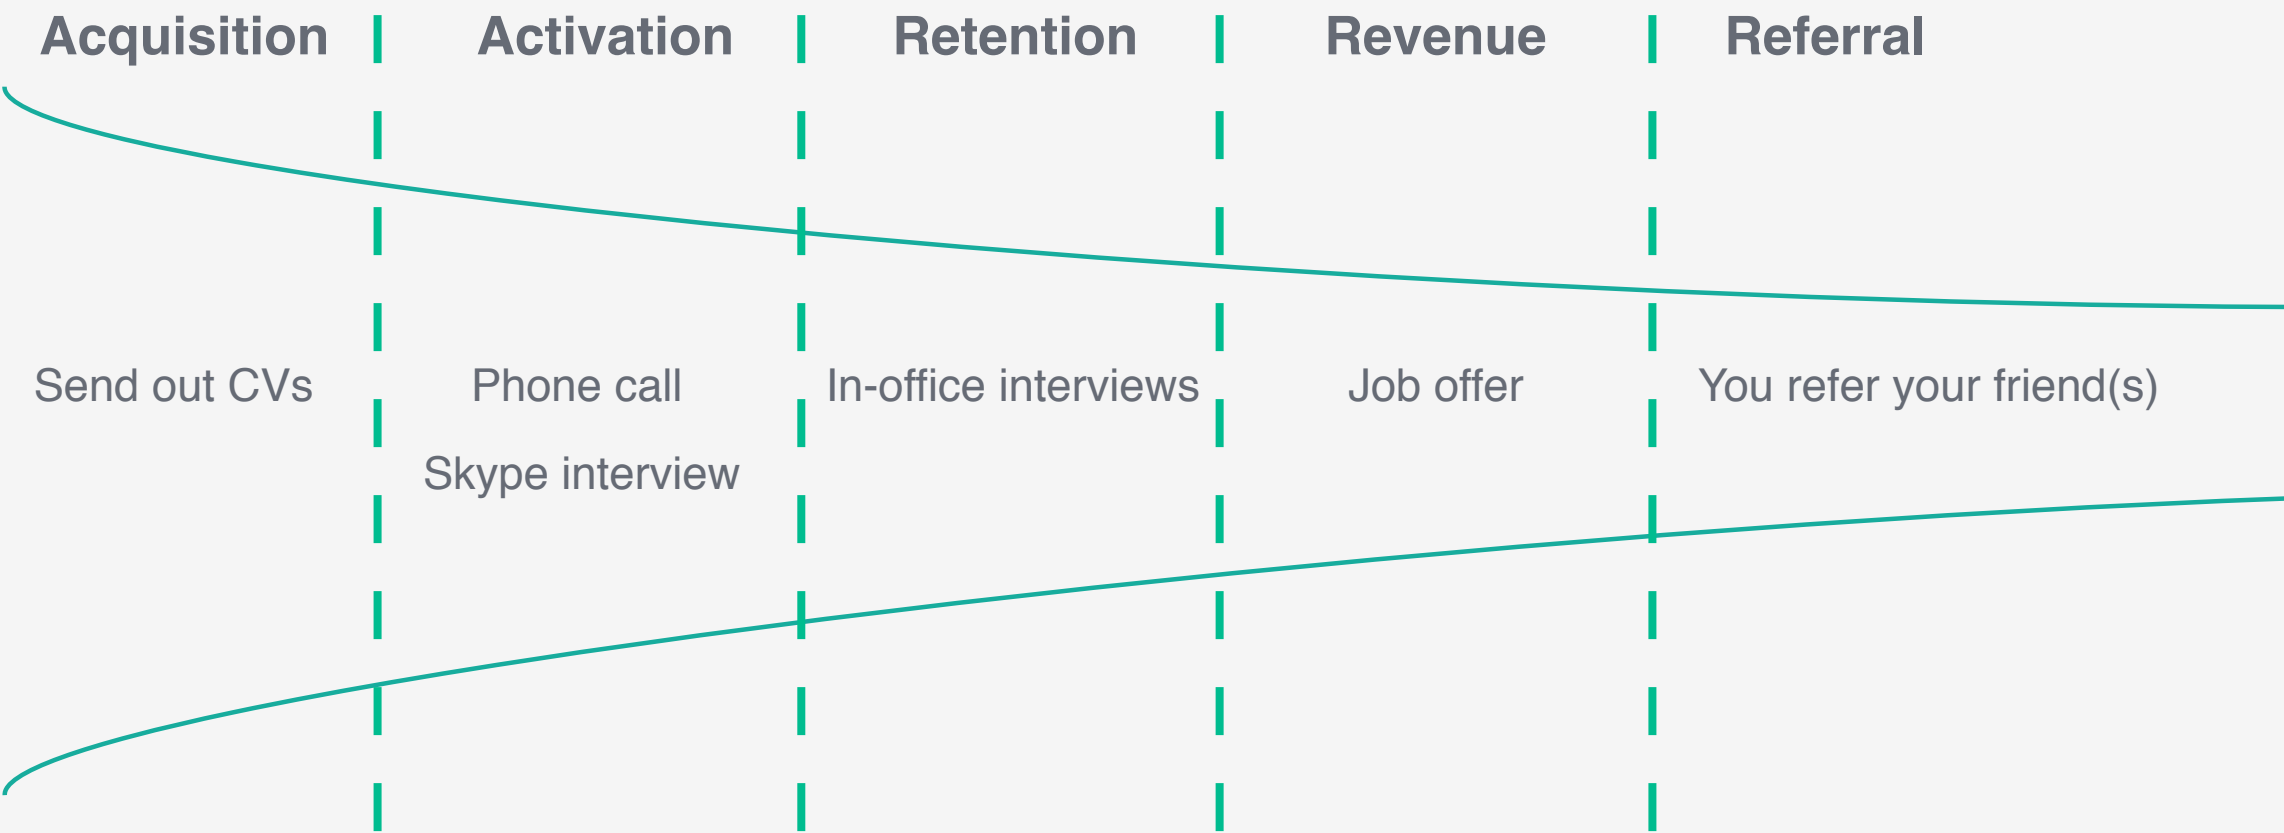 Acquisition
Activation
Retention
Revenue
Referral
Send out CVs
Phone call
Skype interview
In-office interviews
Job offer
You refer your friend(s)